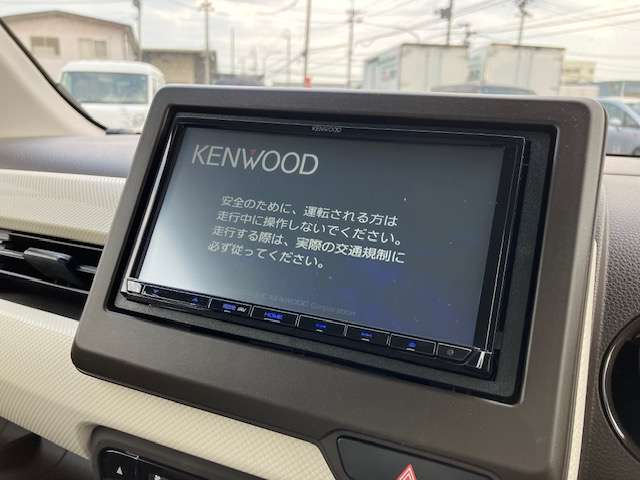 KENWOOD
KENWOOD
安全のために、運転される方は
走行中に操作しないでください。
走行する際は、実際の交通規制に
必ず従ってください。
KENWOOD Corporation
HOME